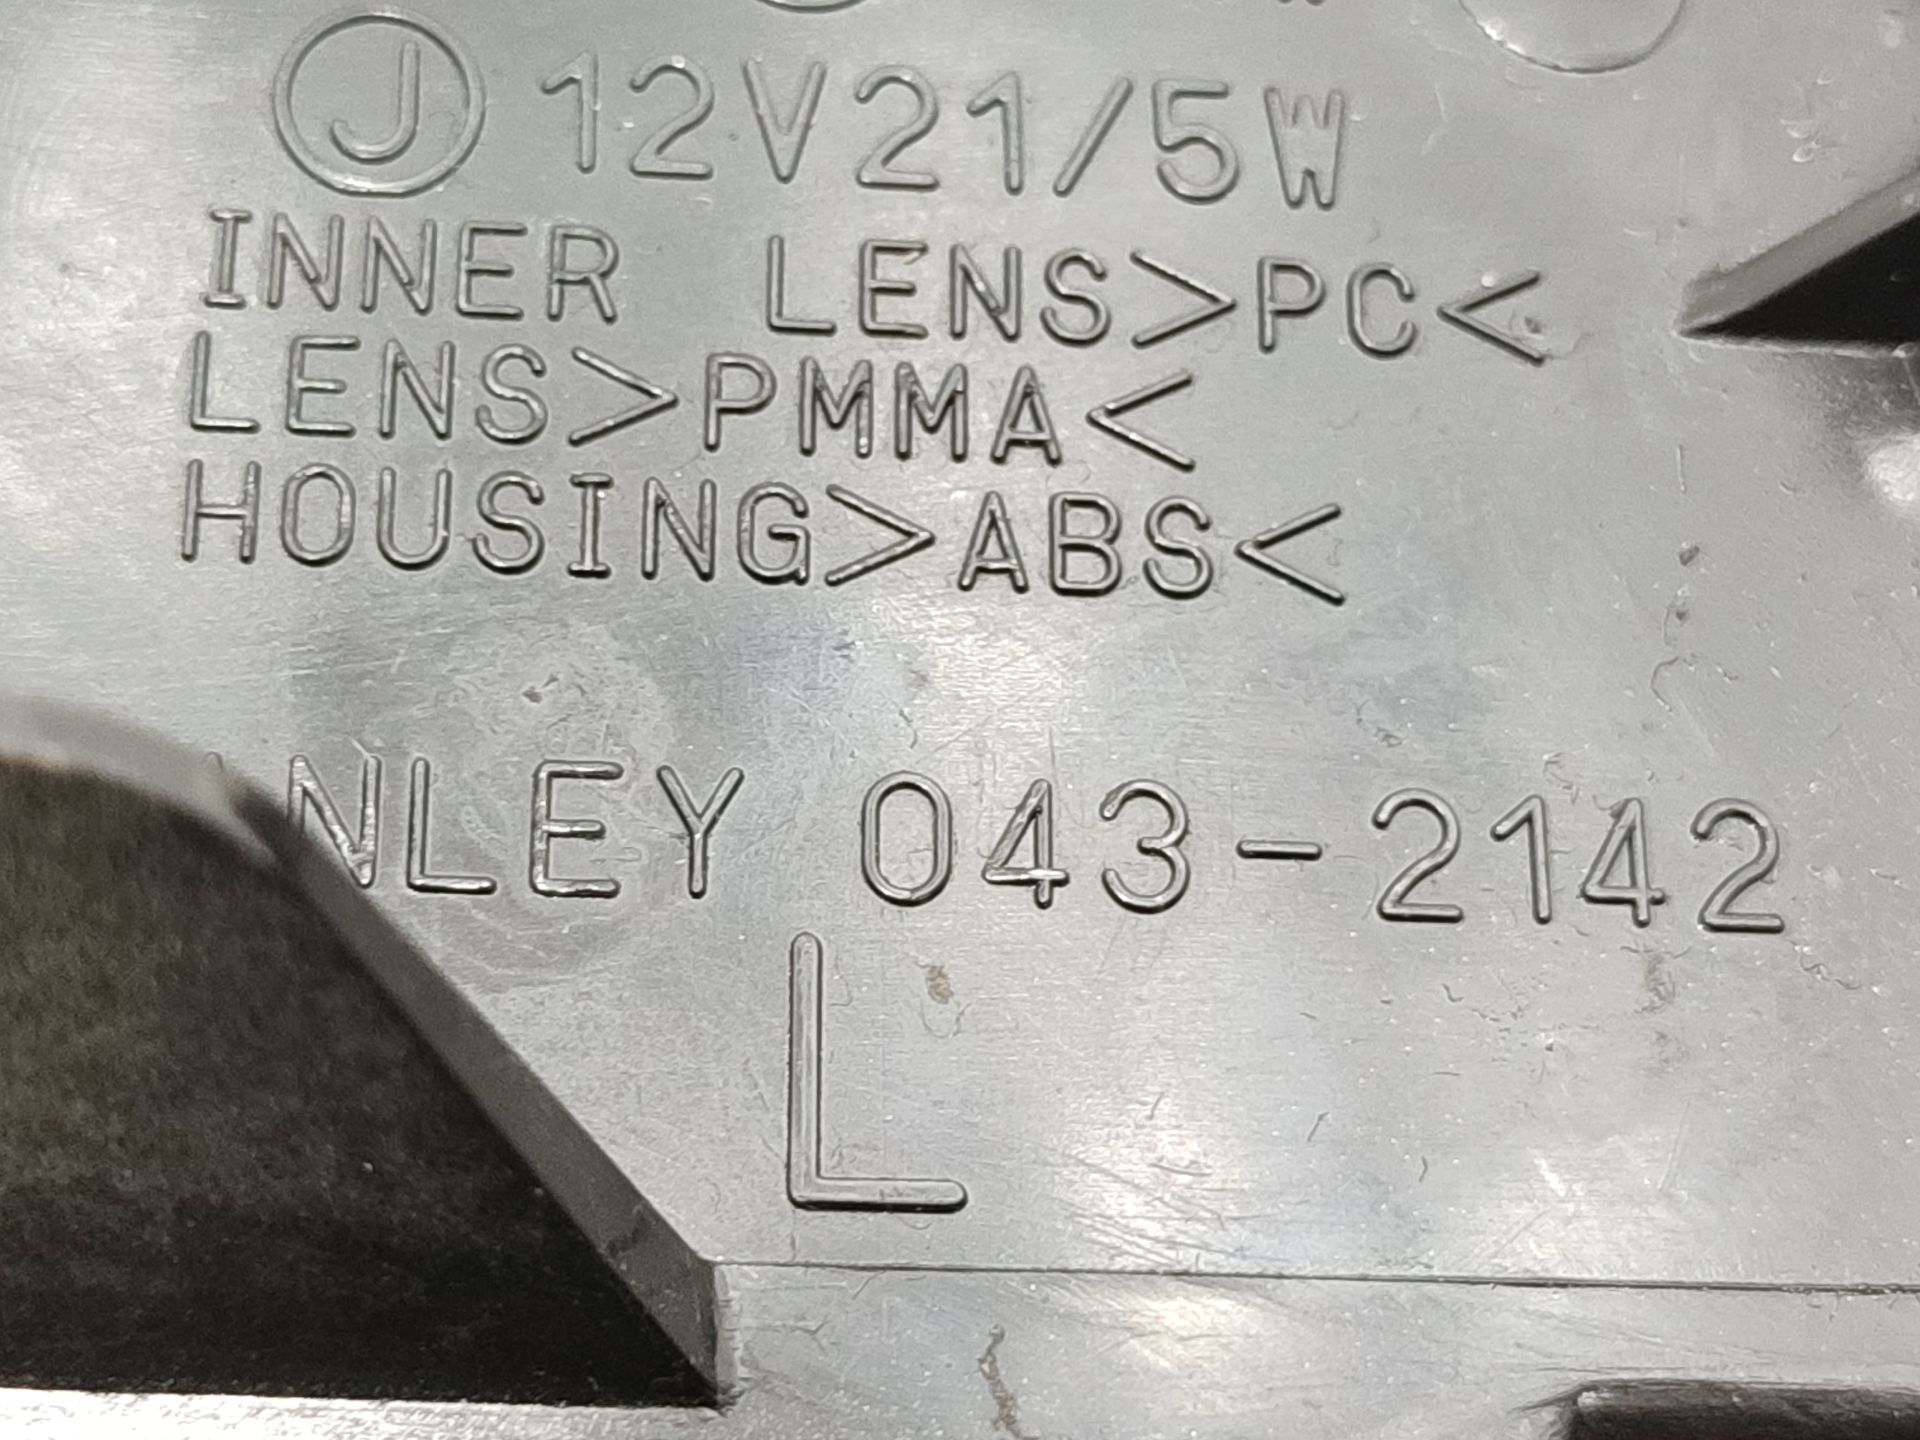 J 12V21/5W
INNER LENS>PC<
LENS>PMMA<
HOUSING>ABS<
NLEY 043-2142
L